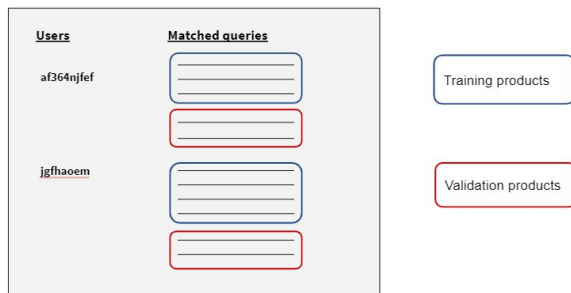 Users Matched queries
af364njfef
Training products
jgfhaoem
Validation products